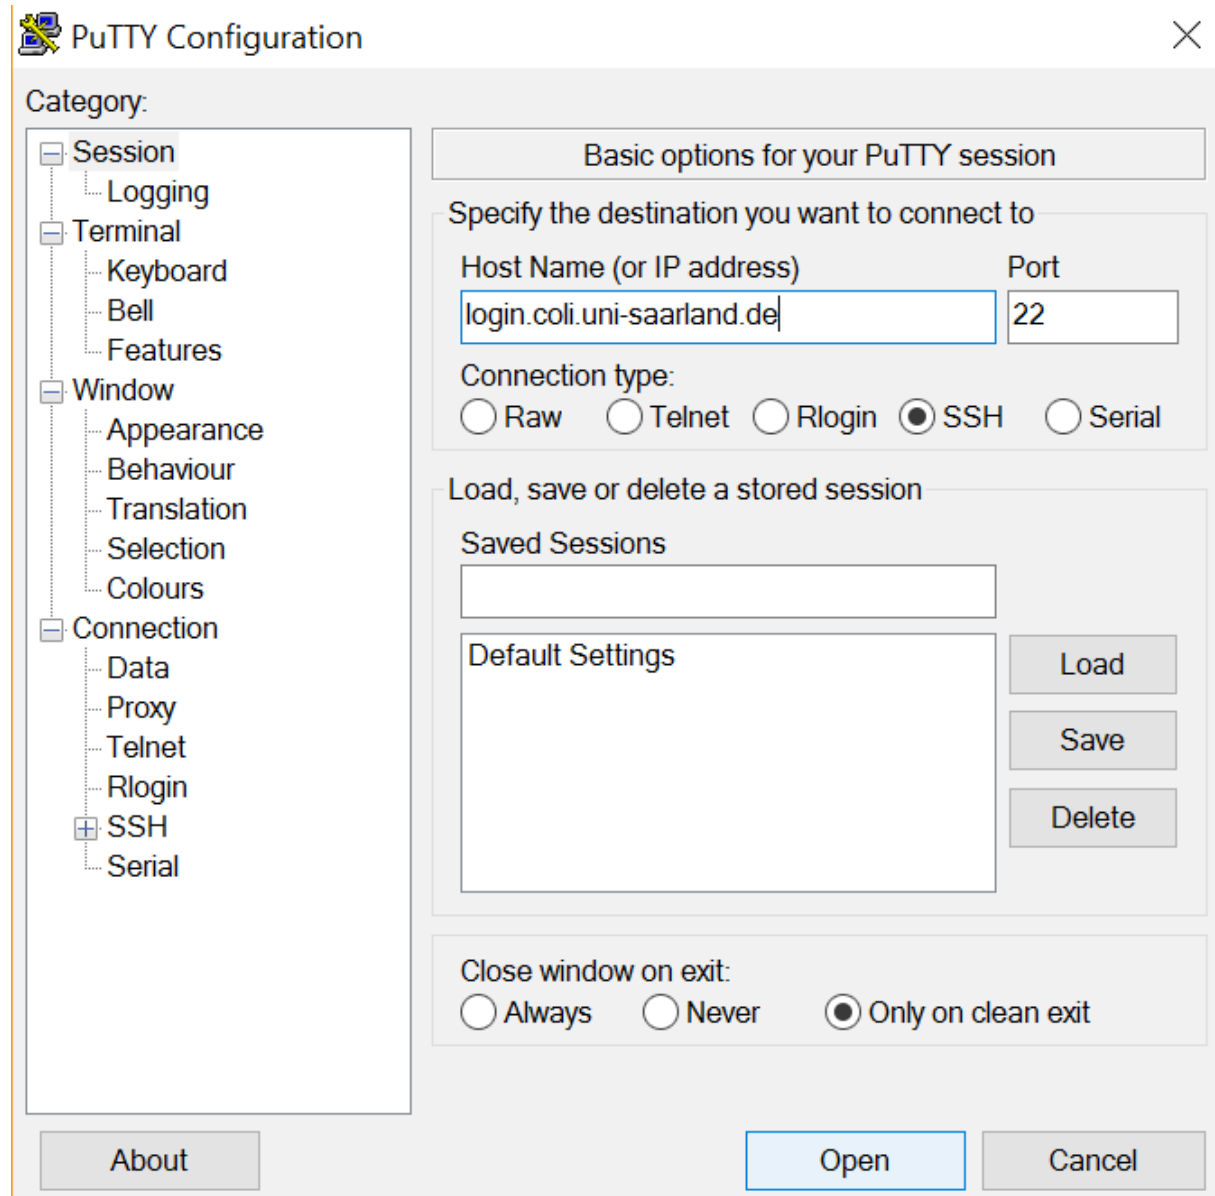 PuTTY Configuration
Category:
Session
Logging
Terminal
Keyboard
Bell
Features
Window
Appearance
Behaviour
Translation
Selection
Colours
Connection
Data
Proxy
Telnet
Rlogin
SSH
Serial
Basic options for your PuTTY session
Specify the destination you want to connect to
Host Name (or IP address) Port
login.coli.uni-saarland.de 22
Connection type:
Raw Telnet Rlogin SSH Serial
Load, save or delete a stored session
Saved Sessions
Default Settings
Load
Save
Delete
Close window on exit:
Always Never Only on clean exit
About Open Cancel